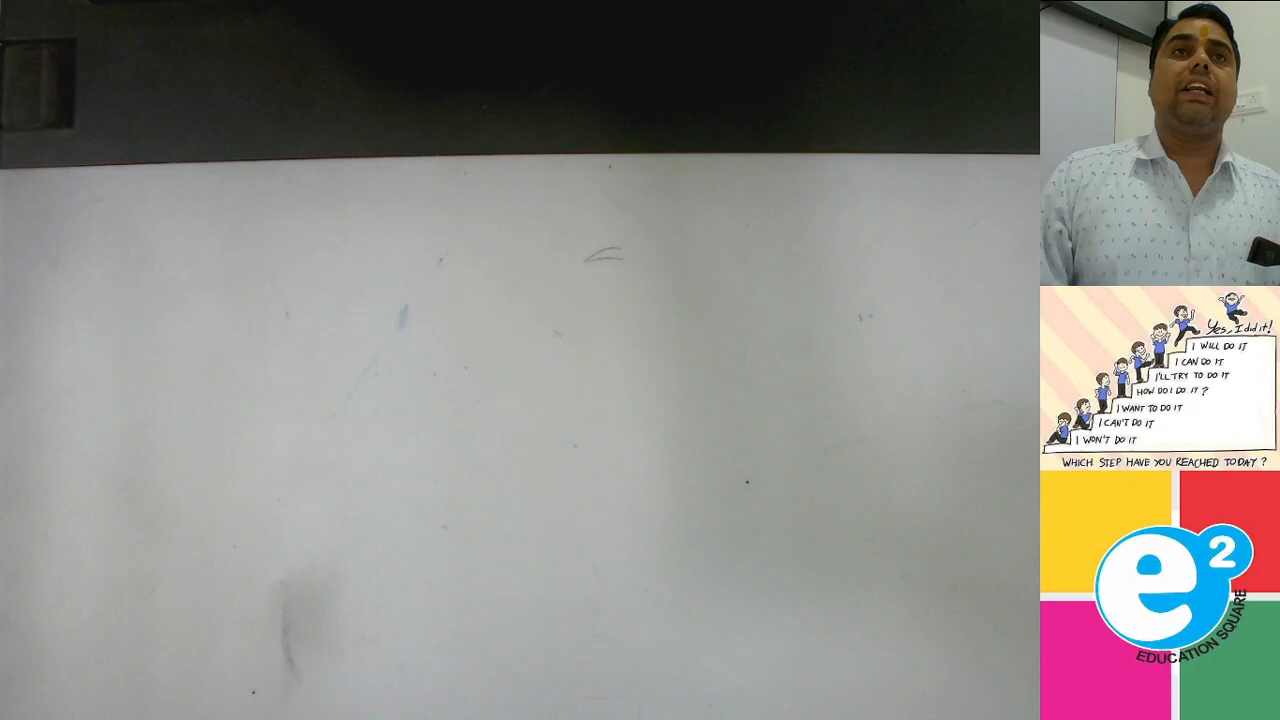 Yes, I did it!
I WILL DO IT
I CAN DO IT
I'LL TRY TO DO IT
HOW DO I DO IT?
I WANT TO DO IT
I CAN'T DO IT
I WON'T DO IT
WHICH STEP HAVE YOU REACHED TODAY?
e2
EDUCATION SQUARE